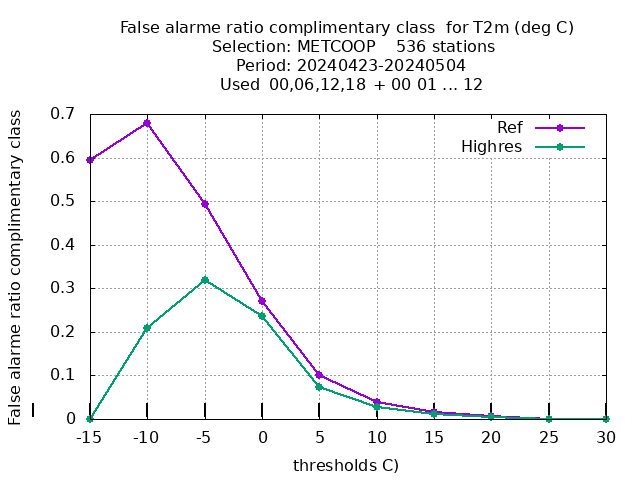 False alarme ratio complimentary class  for T2m (deg C)
Selection: METCOOP    536 stations
Period: 20240423-20240504
Used  00,06,12,18  + 00 01 ... 12
False alarme ratio complimentary class
Ref
Highres
0.7
0.6
0.5
0.4
0.3
0.2
0.1
0
-15 -10 -5 0 5 10 15 20 25 30
thresholds C)